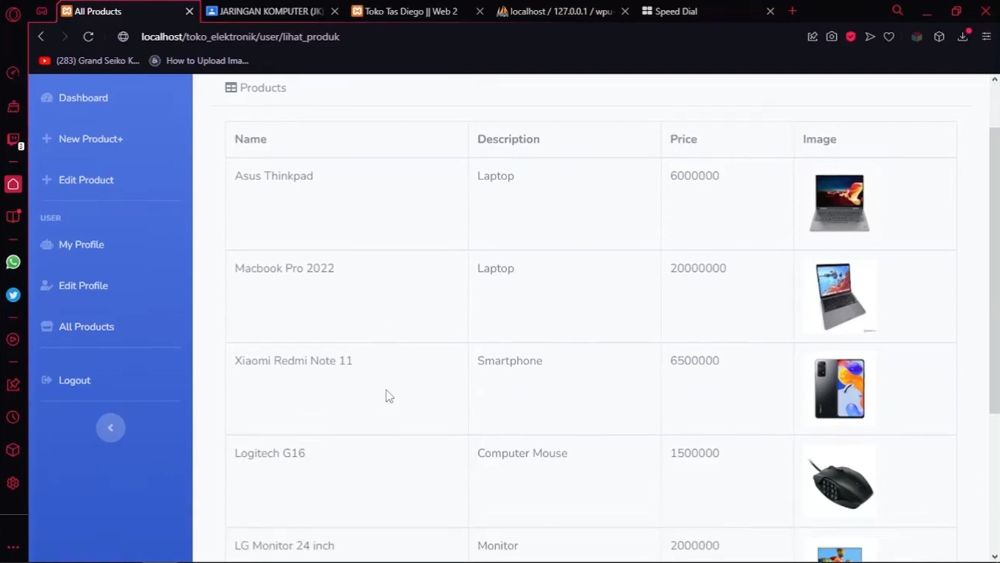 All Products
JARINGAN KOMPUTER (JK
Toko Tas Diego || Web 2
localhost / 127.0.0.1 / wpu-
Speed Dial
localhost/toko_elektronik/user/lihat_produk
(283) Grand Seiko K...
How to Upload Ima...
Dashboard
New Product+
Edit Product
USER
My Profile
Edit Profile
All Products
Logout
Products
Name Description Price Image
Asus Thinkpad Laptop 6000000
Macbook Pro 2022 Laptop 20000000
Xiaomi Redmi Note 11 Smartphone 6500000
Logitech G16 Computer Mouse 1500000
LG Monitor 24 inch Monitor 2000000